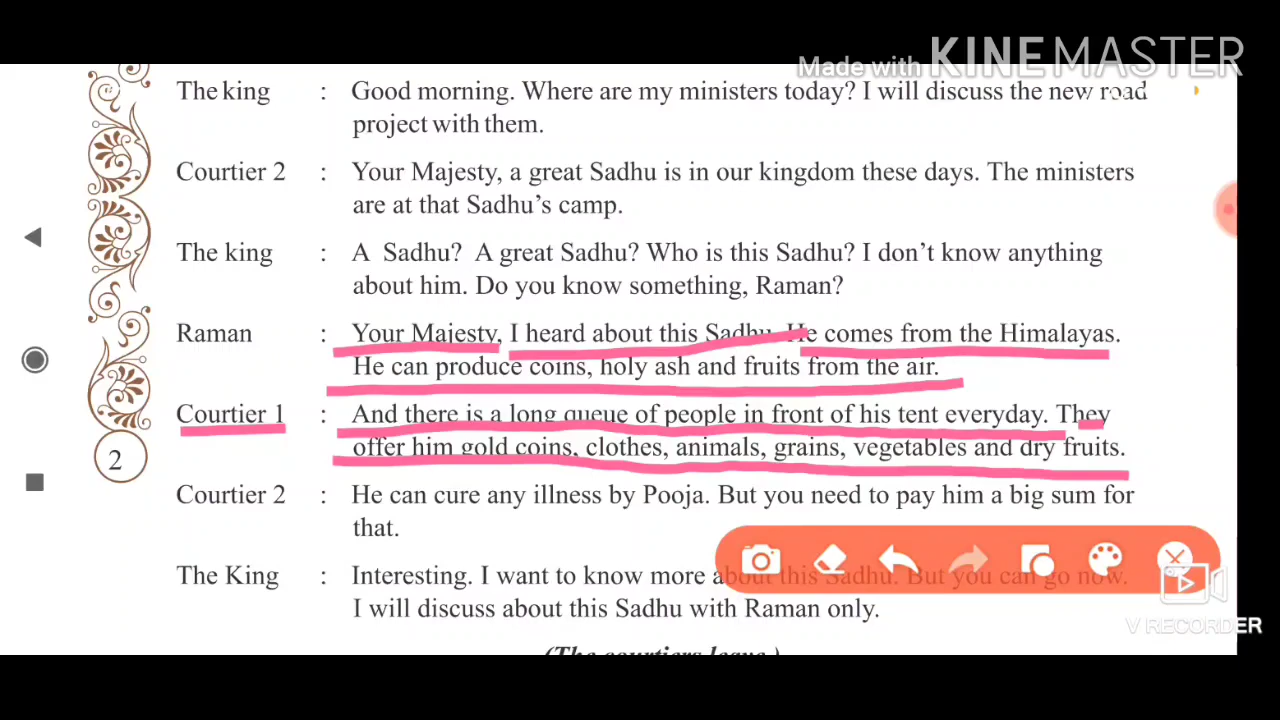 Made with KINEMASTER
The king : Good morning. Where are my ministers today? I will discuss the new road
project with them.
Courtier 2 : Your Majesty, a great Sadhu is in our kingdom these days. The ministers
are at that Sadhu's camp.
The king : A Sadhu? A great Sadhu? Who is this Sadhu? I don't know anything
about him. Do you know something, Raman?
Raman : Your Majesty, I heard about this Sadhu. He comes from the Himalayas.
He can produce coins, holy ash and fruits from the air.
Courtier 1 : And there is a long queue of people in front of his tent everyday. They
2 offer him gold coins, clothes, animals, grains, vegetables and dry fruits.
Courtier 2 : He can cure any illness by Pooja. But you need to pay him a big sum for
that.
The King : Interesting. I want to know more about this Sadhu. But you can go now.
I will discuss about this Sadhu with Raman only.
V RECORDER
(The courtiers leave.)